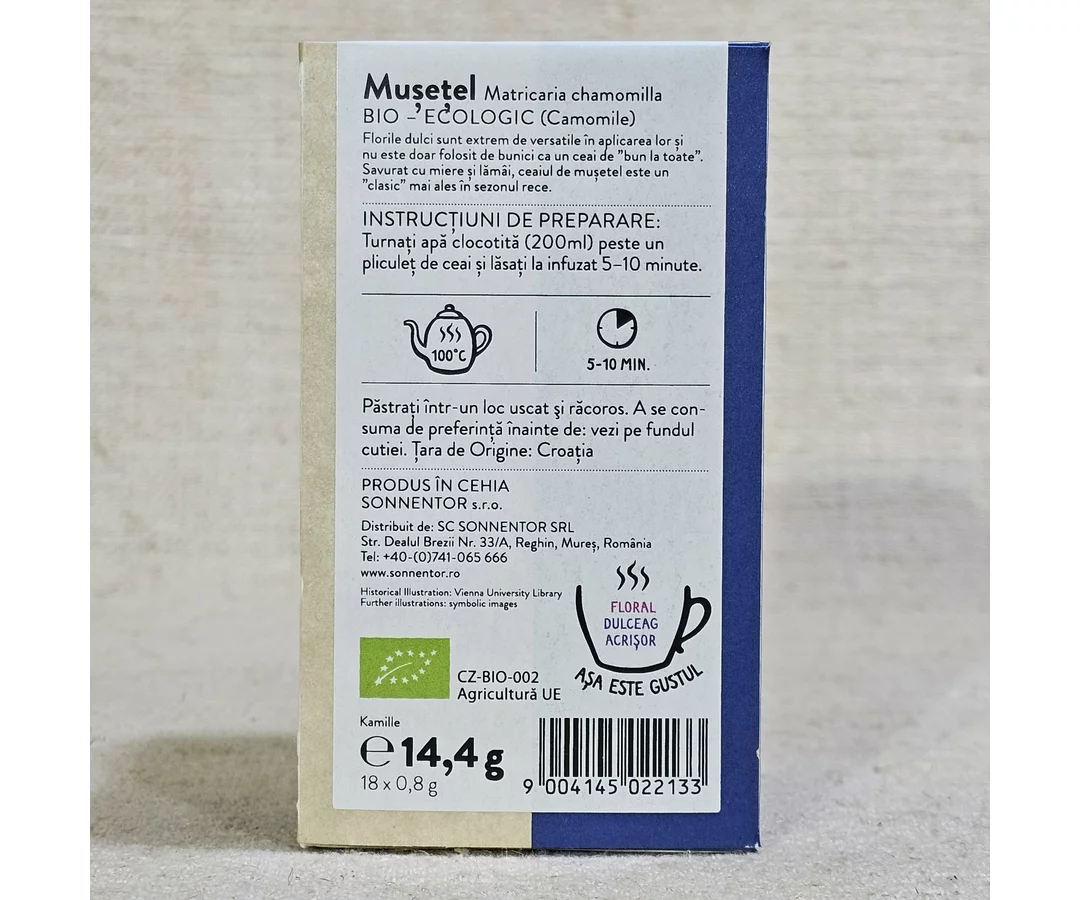 Mușețel Matricaria chamomilla
BIO – ECOLOGIC (Camomile)
Florile dulci sunt extrem de versatile în aplicarea lor și
nu este doar folosit de bunici ca un ceai de ”bun la toate”.
Savurat cu miere și lămâi, ceaiul de mușețel este un
”clasic” mai ales în sezonul rece.
INSTRUCȚIUNI DE PREPARARE:
Turnați apă clocotită (200ml) peste un
pliculeț de ceai și lăsați la infuzat 5–10 minute.
100°C
5-10 MIN.
Păstrați într-un loc uscat şi răcoros. A se con-
suma de preferință înainte de: vezi pe fundul
cutiei. Țara de Origine: Croația
PRODUS ÎN CEHIA
SONNENTOR s.r.o.
Distribuit de: SC SONNENTOR SRL
Str. Dealul Brezii Nr. 33/A, Reghin, Mureș, România
Tel: +40-(0)741-065 666
www.sonnentor.ro
Historical Illustration: Vienna University Library
Further illustrations: symbolic images
FLORAL
DULCEAG
ACRIȘOR
AȘA ESTE GUSTUL
CZ-BIO-002
Agricultură UE
Kamille
℮ 14,4 g
18 x 0,8 g
9 004145 022133